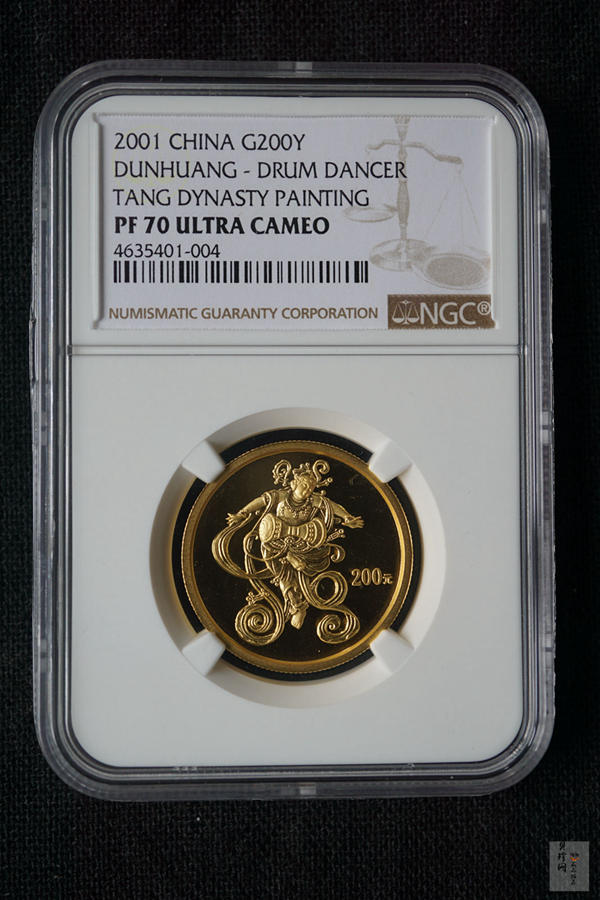 2001 CHINA G200Y
DUNHUANG - DRUM DANCER
TANG DYNASTY PAINTING
PF 70 ULTRA CAMEO
4635401-004
NUMISMATIC GUARANTY CORPORATION
NGC®
200元